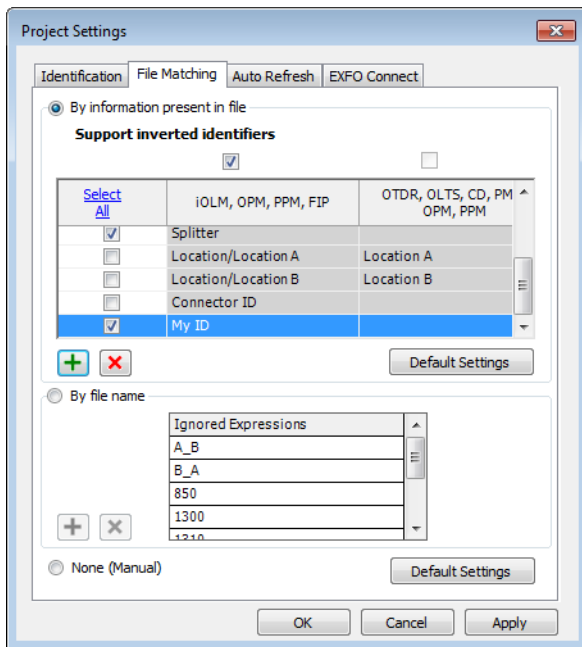 Project Settings
Identification File Matching Auto Refresh EXFO Connect
By information present in file
Support inverted identifiers
Select All iOLM, OPM, PPM, FIP OTDR, OLTS, CD, PM OPM, PPM
Splitter
Location/Location A Location A
Location/Location B Location B
Connector ID
My ID
Default Settings
By file name
Ignored Expressions
A_B
B_A
850
1300
1310
None (Manual)
Default Settings
OK Cancel Apply